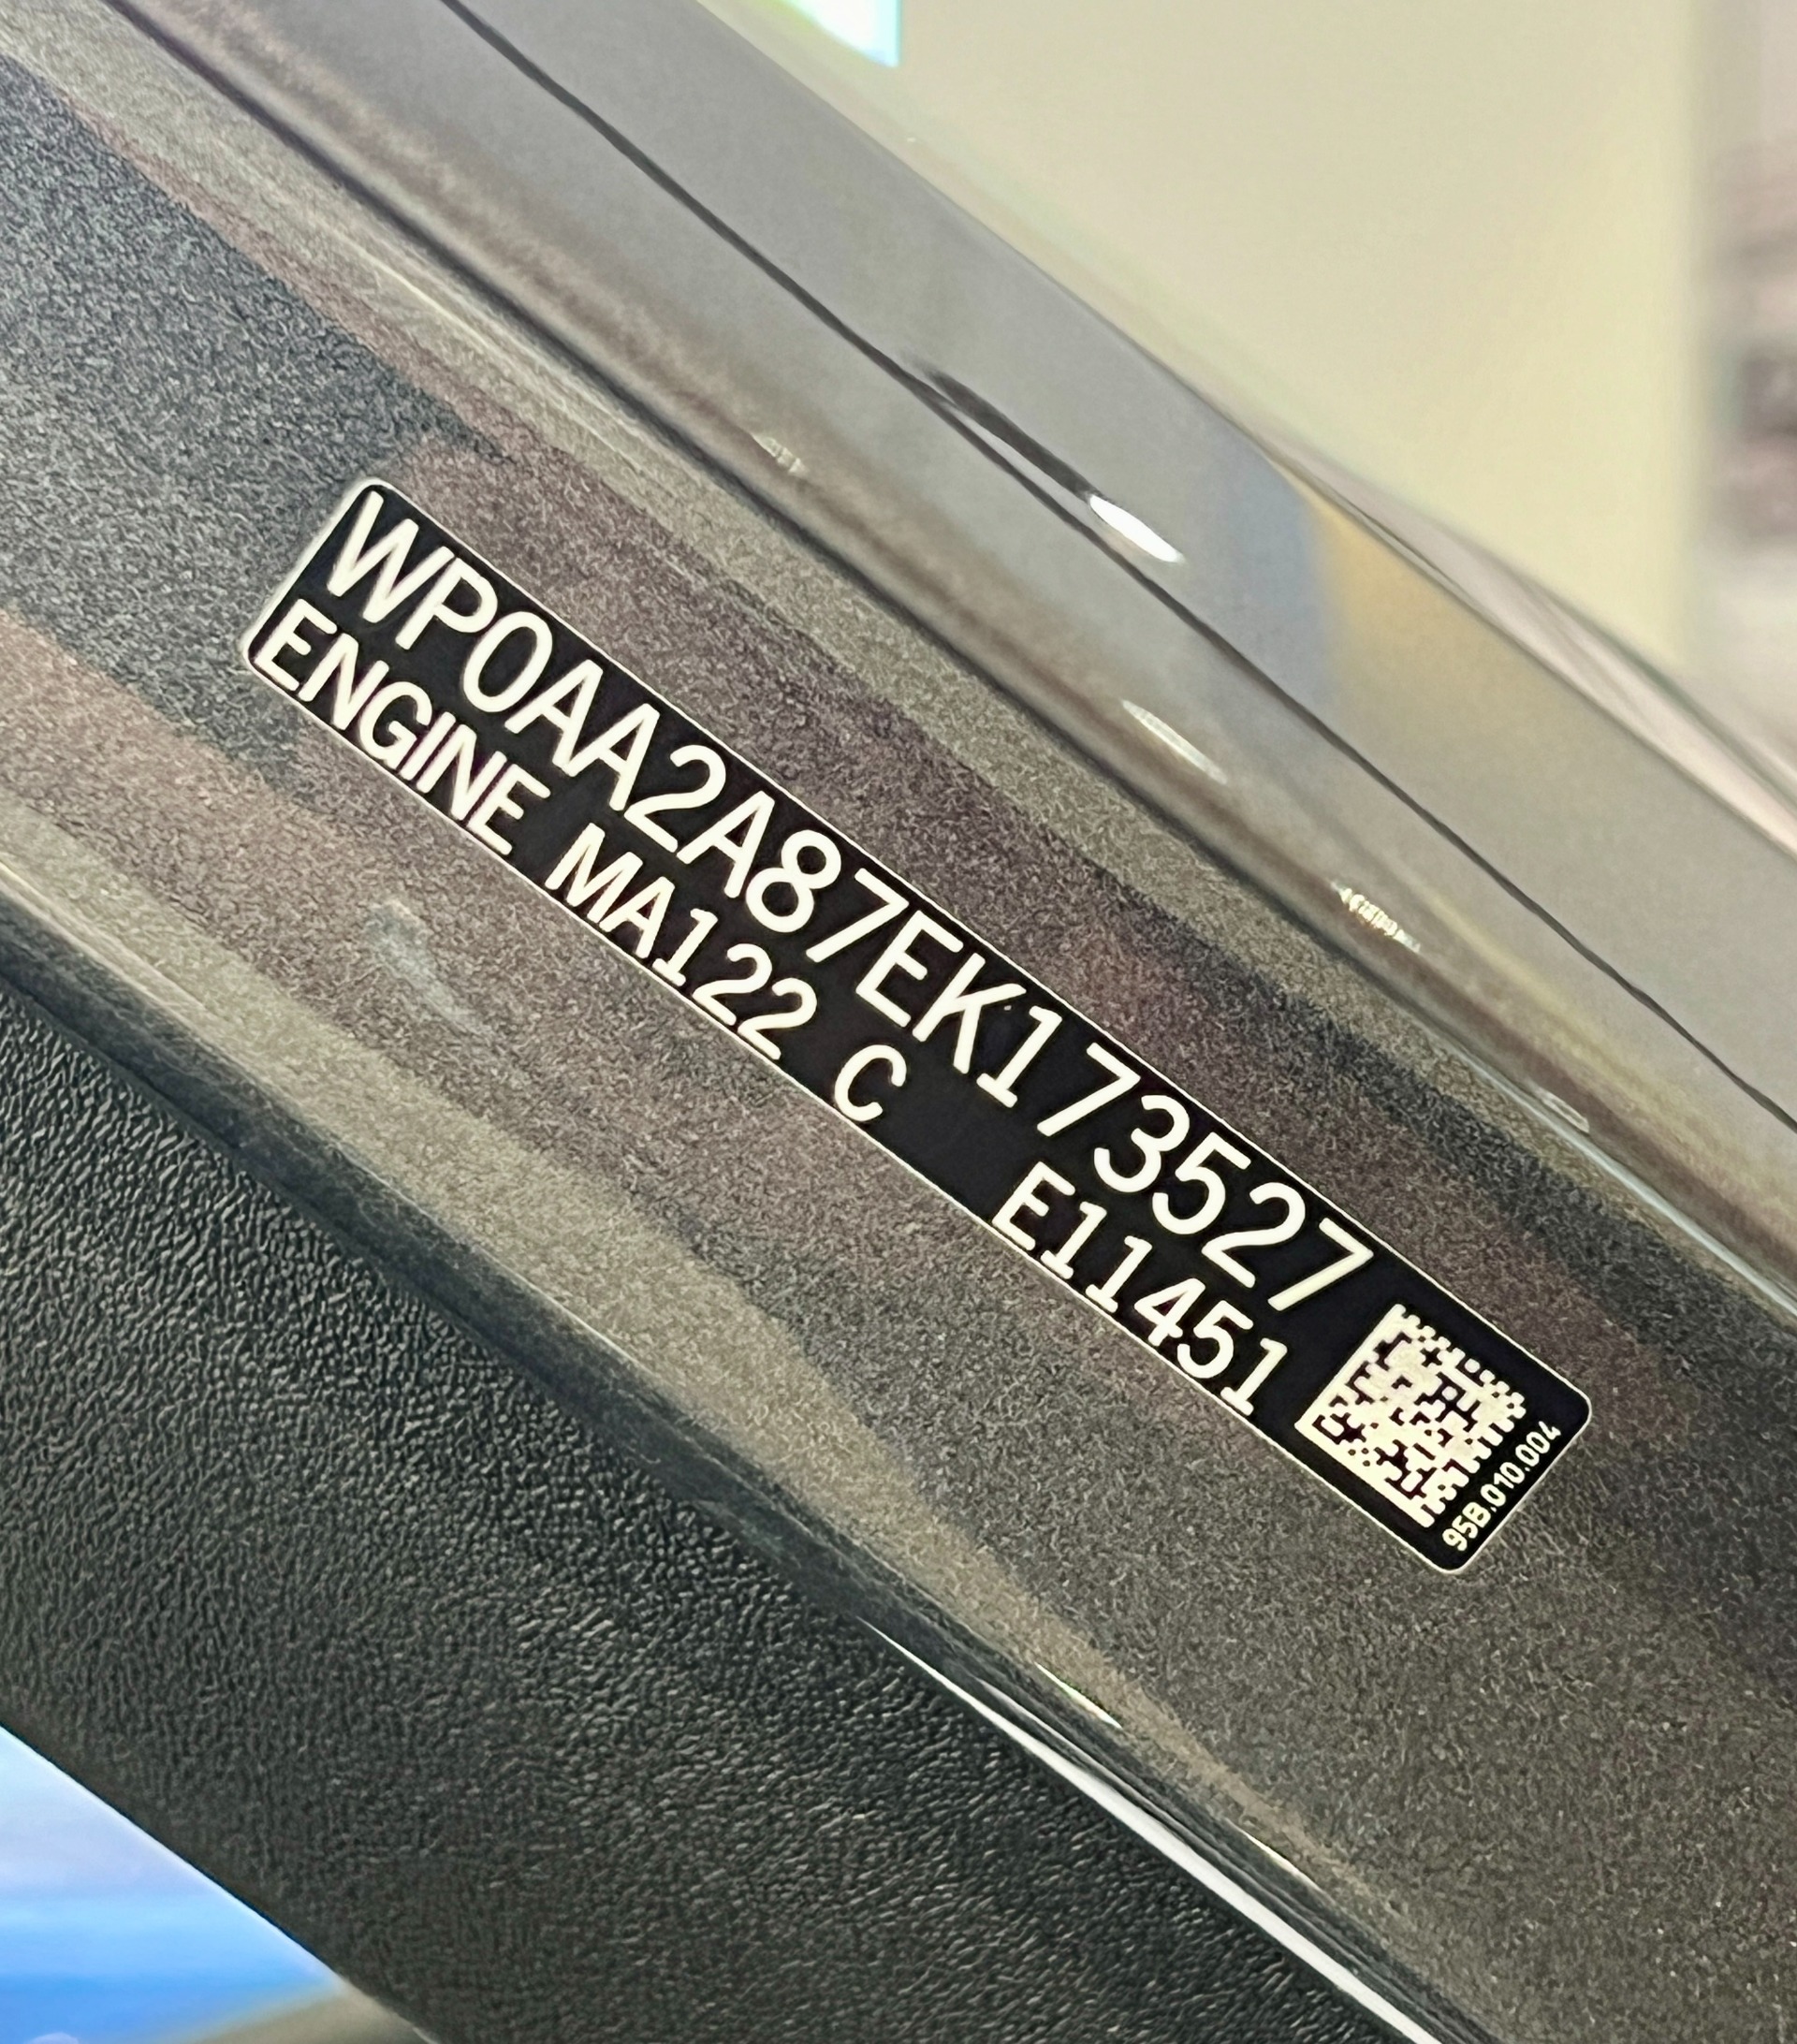 WP0AA2A87EK173527
ENGINE MA122 C E11451
95B.010.004